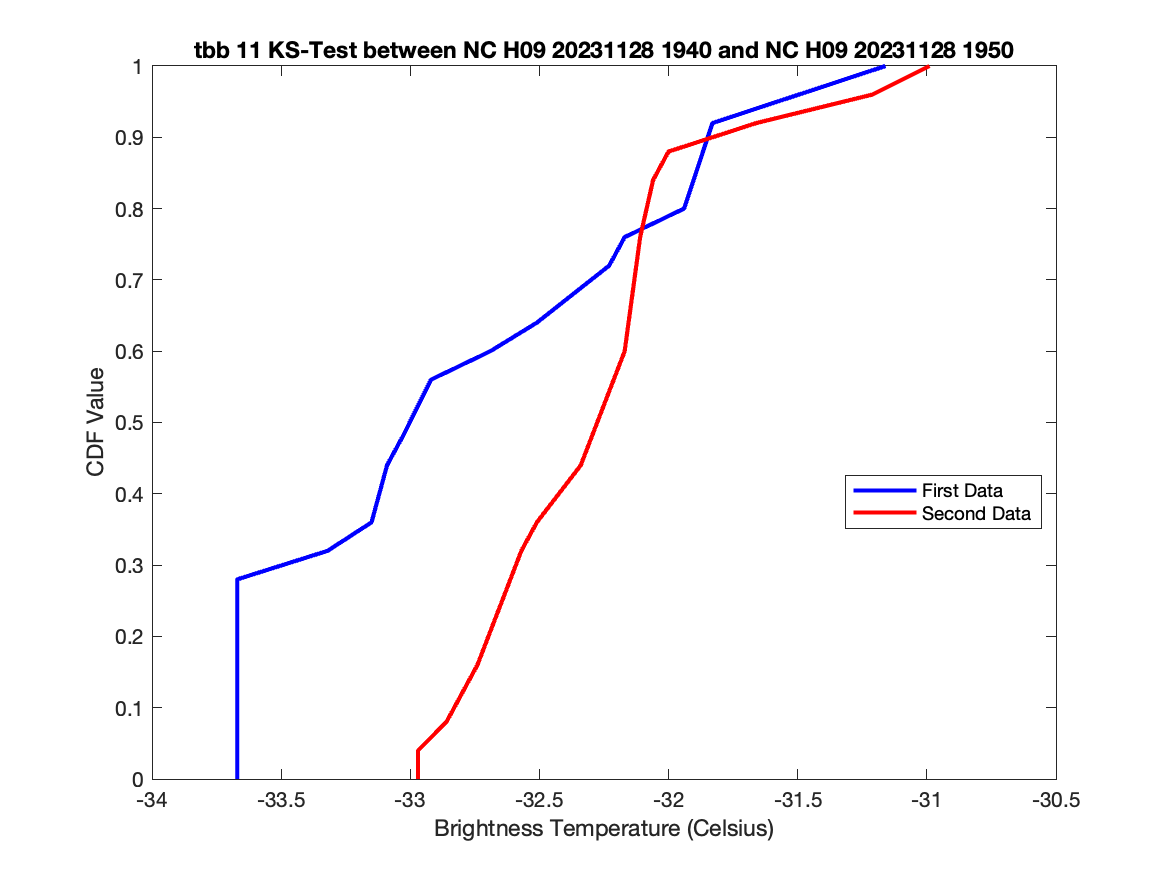 tbb 11 KS-Test between NC H09 20231128 1940 and NC H09 20231128 1950
1
0.9
0.8
0.7
0.6
0.5
0.4
0.3
0.2
0.1
0
CDF Value
First Data
Second Data
-34 -33.5 -33 -32.5 -32 -31.5 -31 -30.5
Brightness Temperature (Celsius)